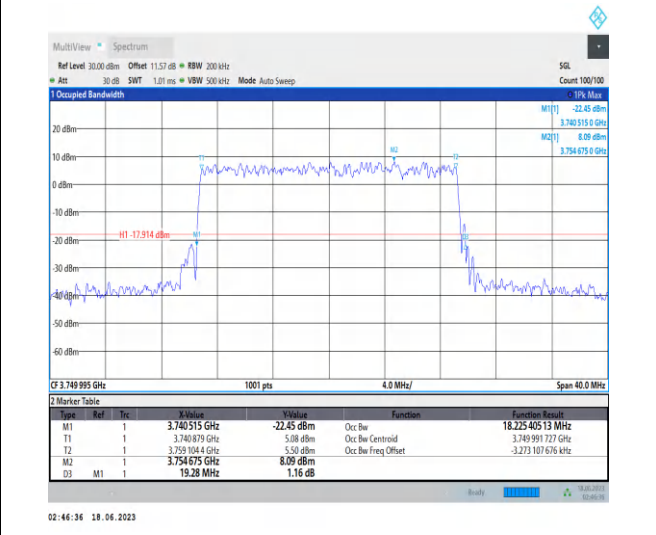 MultiView Spectrum
Ref Level 30.00 dBm Offset 11.57 dB RBW 200 kHz SGL
Att 30 dB SWT 1.01 ms VBW 500 kHz Mode Auto Sweep Count 100/100
1 Occupied Bandwidth 1Pk Max
M1[1] -22.45 dBm
3.740 515 0 GHz
M2[1] 8.09 dBm
3.754 675 0 GHz
20 dBm
T1 M2 T2
10 dBm
0 dBm
-10 dBm
H1 -17.914 dBm M1
-20 dBm
-30 dBm
-40 dBm
-50 dBm
-60 dBm
CF 3.749 995 GHz 1001 pts 4.0 MHz/ Span 40.0 MHz
2 Marker Table
Type Ref Trc X-Value Y-Value Function Function Result
M1 1 3.740 515 GHz -22.45 dBm Occ Bw 18.225 405 13 MHz
T1 1 3.740 879 GHz 5.08 dBm Occ Bw Centroid 3.749 991 727 GHz
T2 1 3.759 104 4 GHz 5.50 dBm Occ Bw Freq Offset -3.273 107 676 kHz
M2 1 3.754 675 GHz 8.09 dBm
D3 M1 1 19.28 MHz 1.16 dB
Ready 18.06.2023
02:46:36
02:46:36 18.06.2023